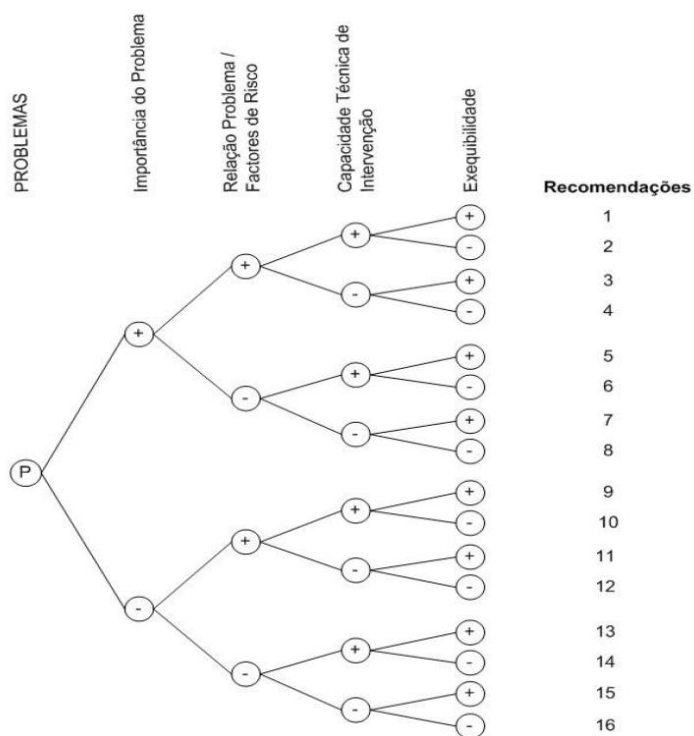 PROBLEMAS
Importância do Problema
Relação Problema /
Factores de Risco
Capacidade Técnica de
Intervenção
Exequibilidade
Recomendações
+ 1
+ - 2
+ + 3
- - 4
+ + 5
+ - 6
- + 7
- - 8
P
+ 9
+ - 10
+ + 11
- - 12
- + 13
+ - 14
- + 15
- - 16